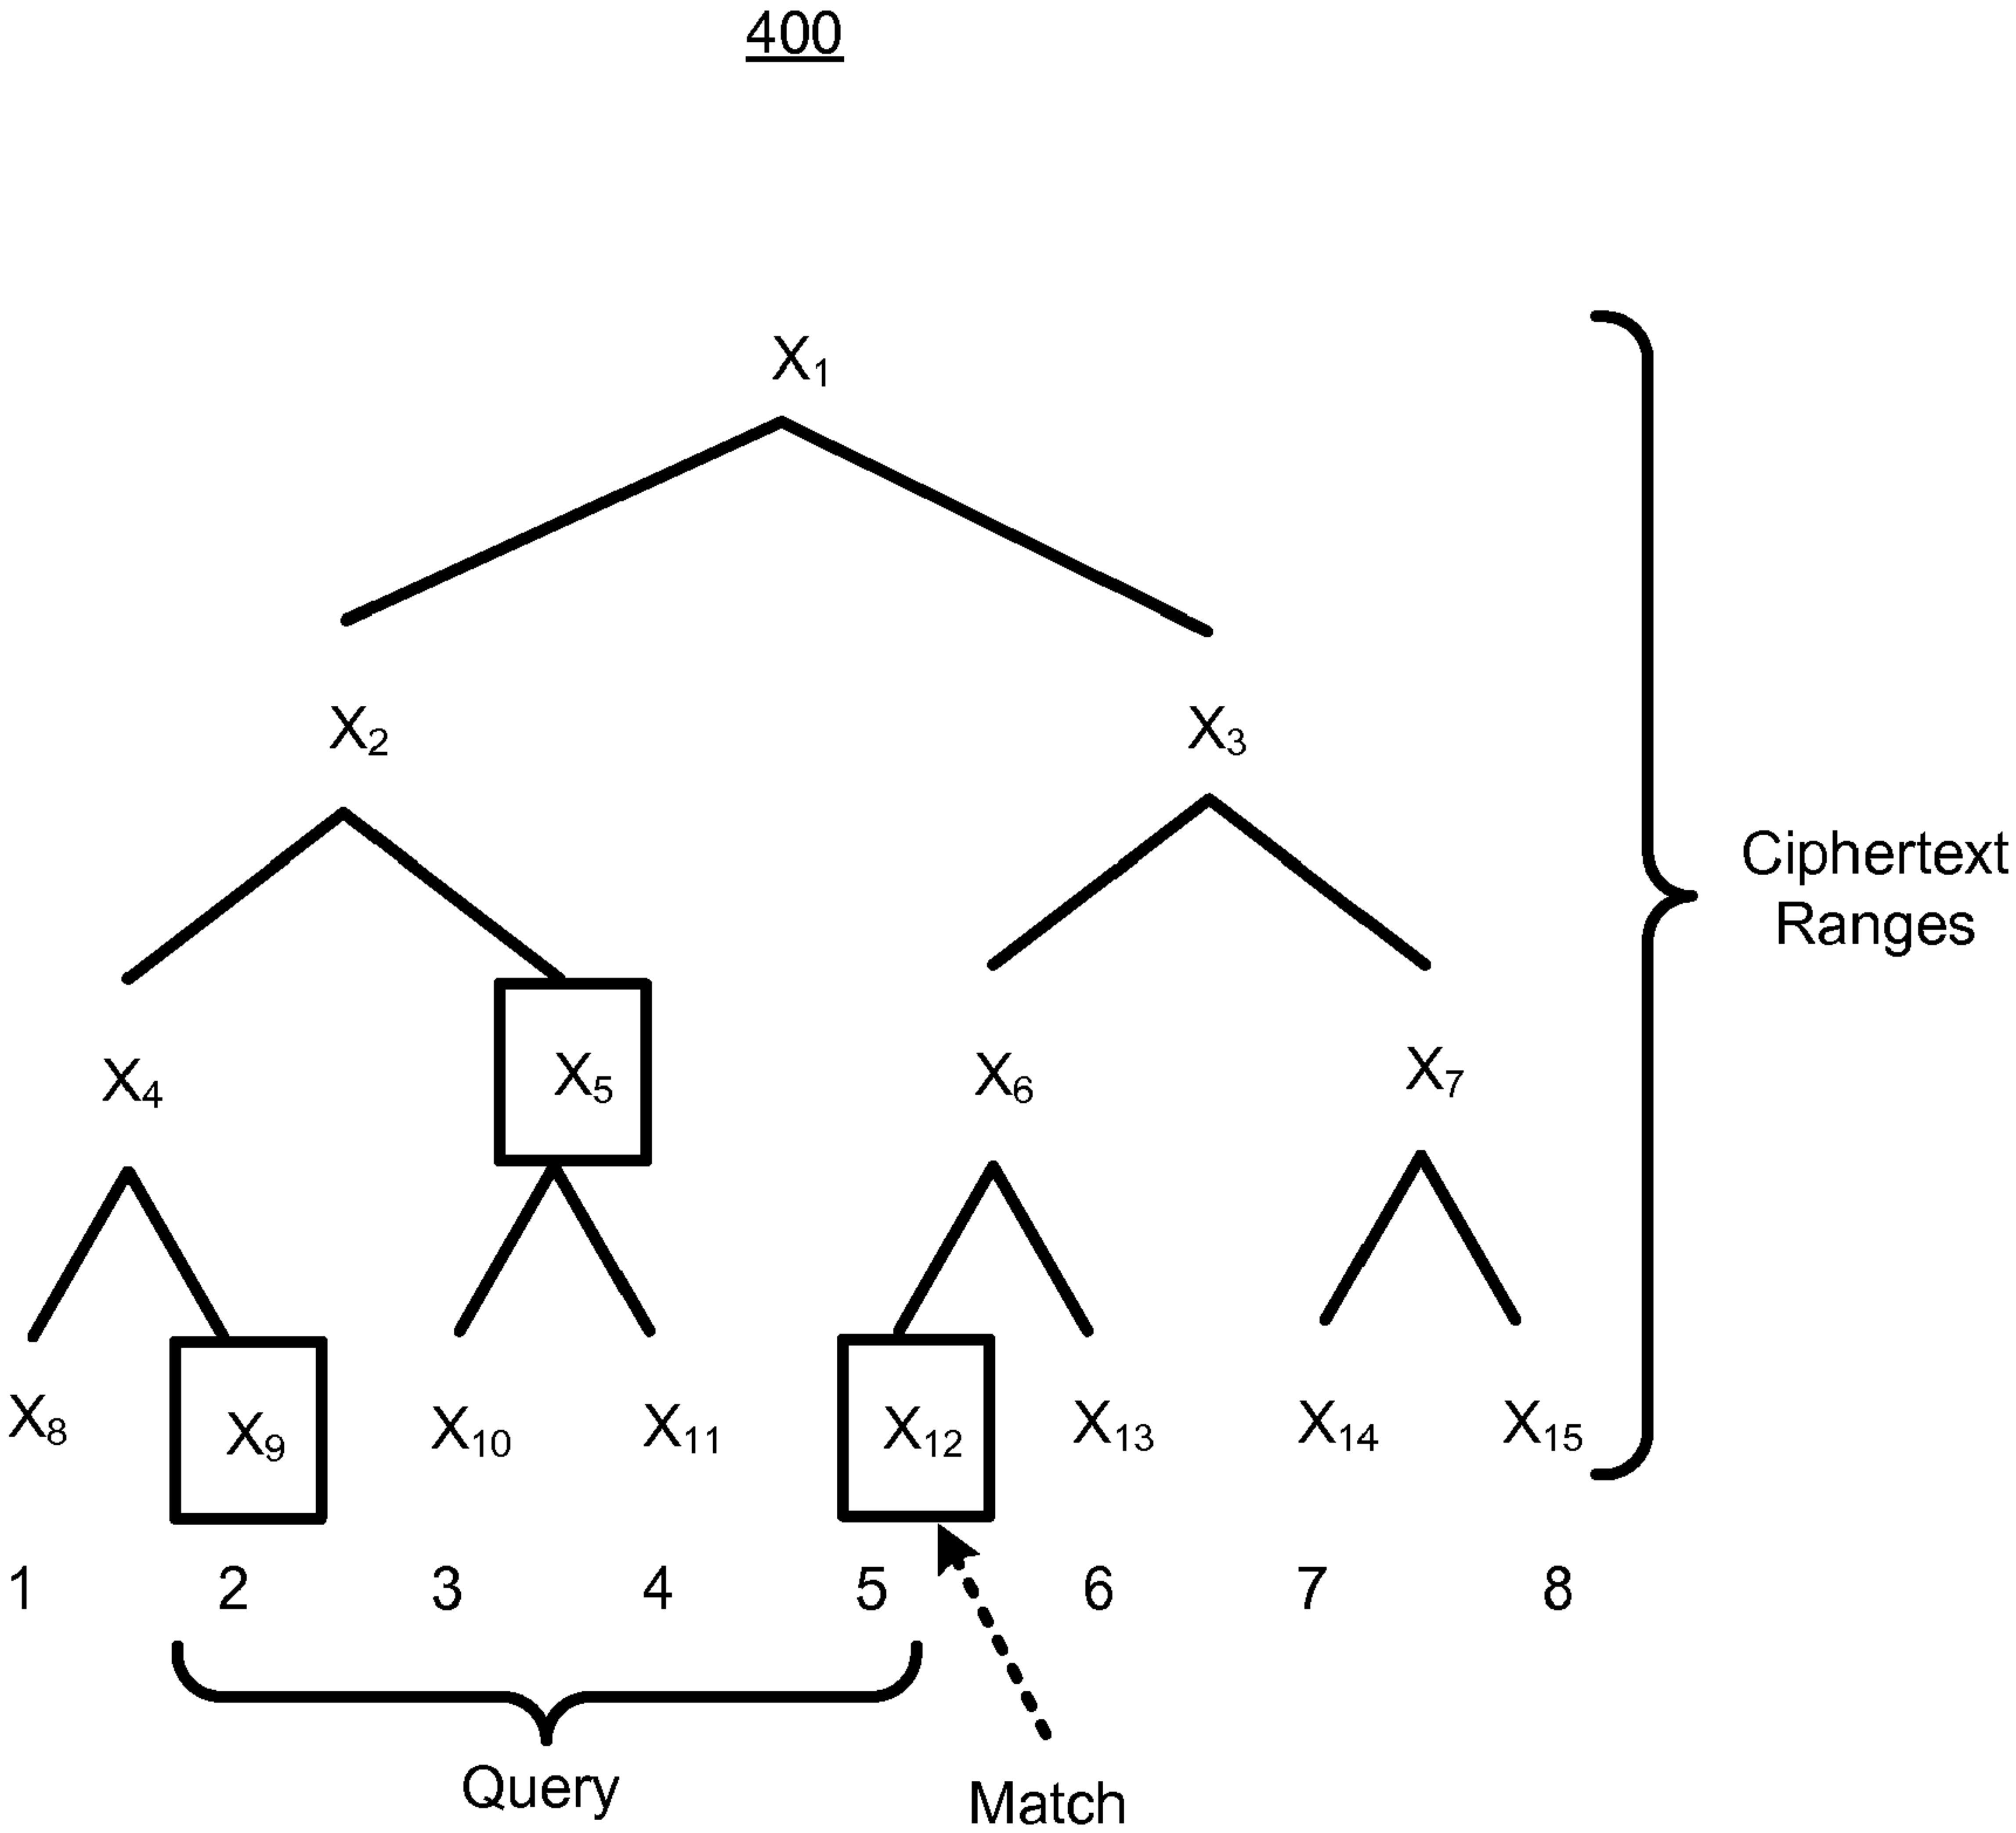 400
X1
X2 X3
Ciphertext
Ranges
X4 X5 X6 X7
X8 X9 X10 X11 X12 X13 X14 X15
1 2 3 4 5 6 7 8
Query
Match